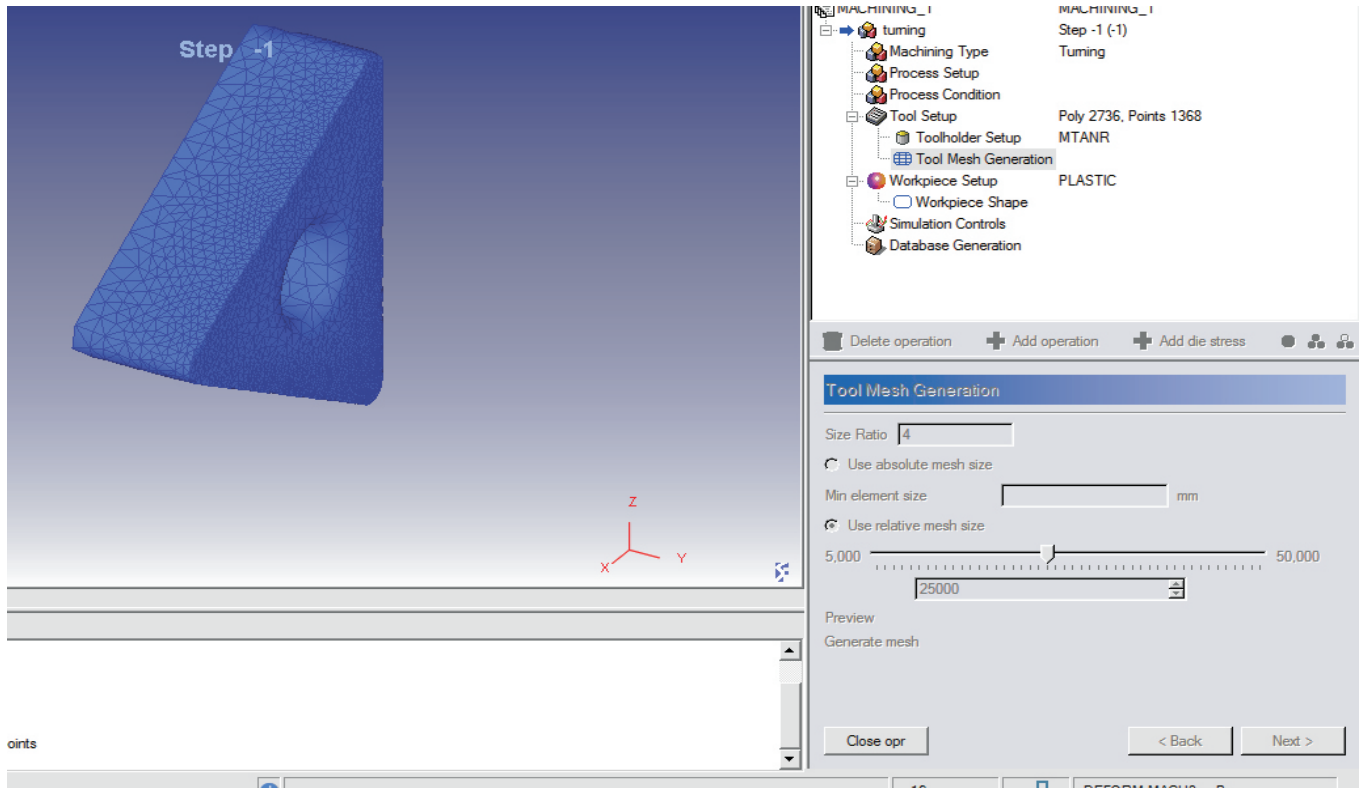 Step -1
Z
X Y
oints
MACHINING_1 MACHINING_1
turning Step -1 (-1)
Machining Type Turning
Process Setup
Process Condition
Tool Setup Poly 2736, Points 1368
Toolholder Setup MTANR
Tool Mesh Generation
Workpiece Setup PLASTIC
Workpiece Shape
Simulation Controls
Database Generation
Delete operation Add operation Add die stress
Tool Mesh Generation
Size Ratio 4
Use absolute mesh size
Min element size mm
Use relative mesh size
5,000 50,000
25000
Preview
Generate mesh
Close opr < Back Next >